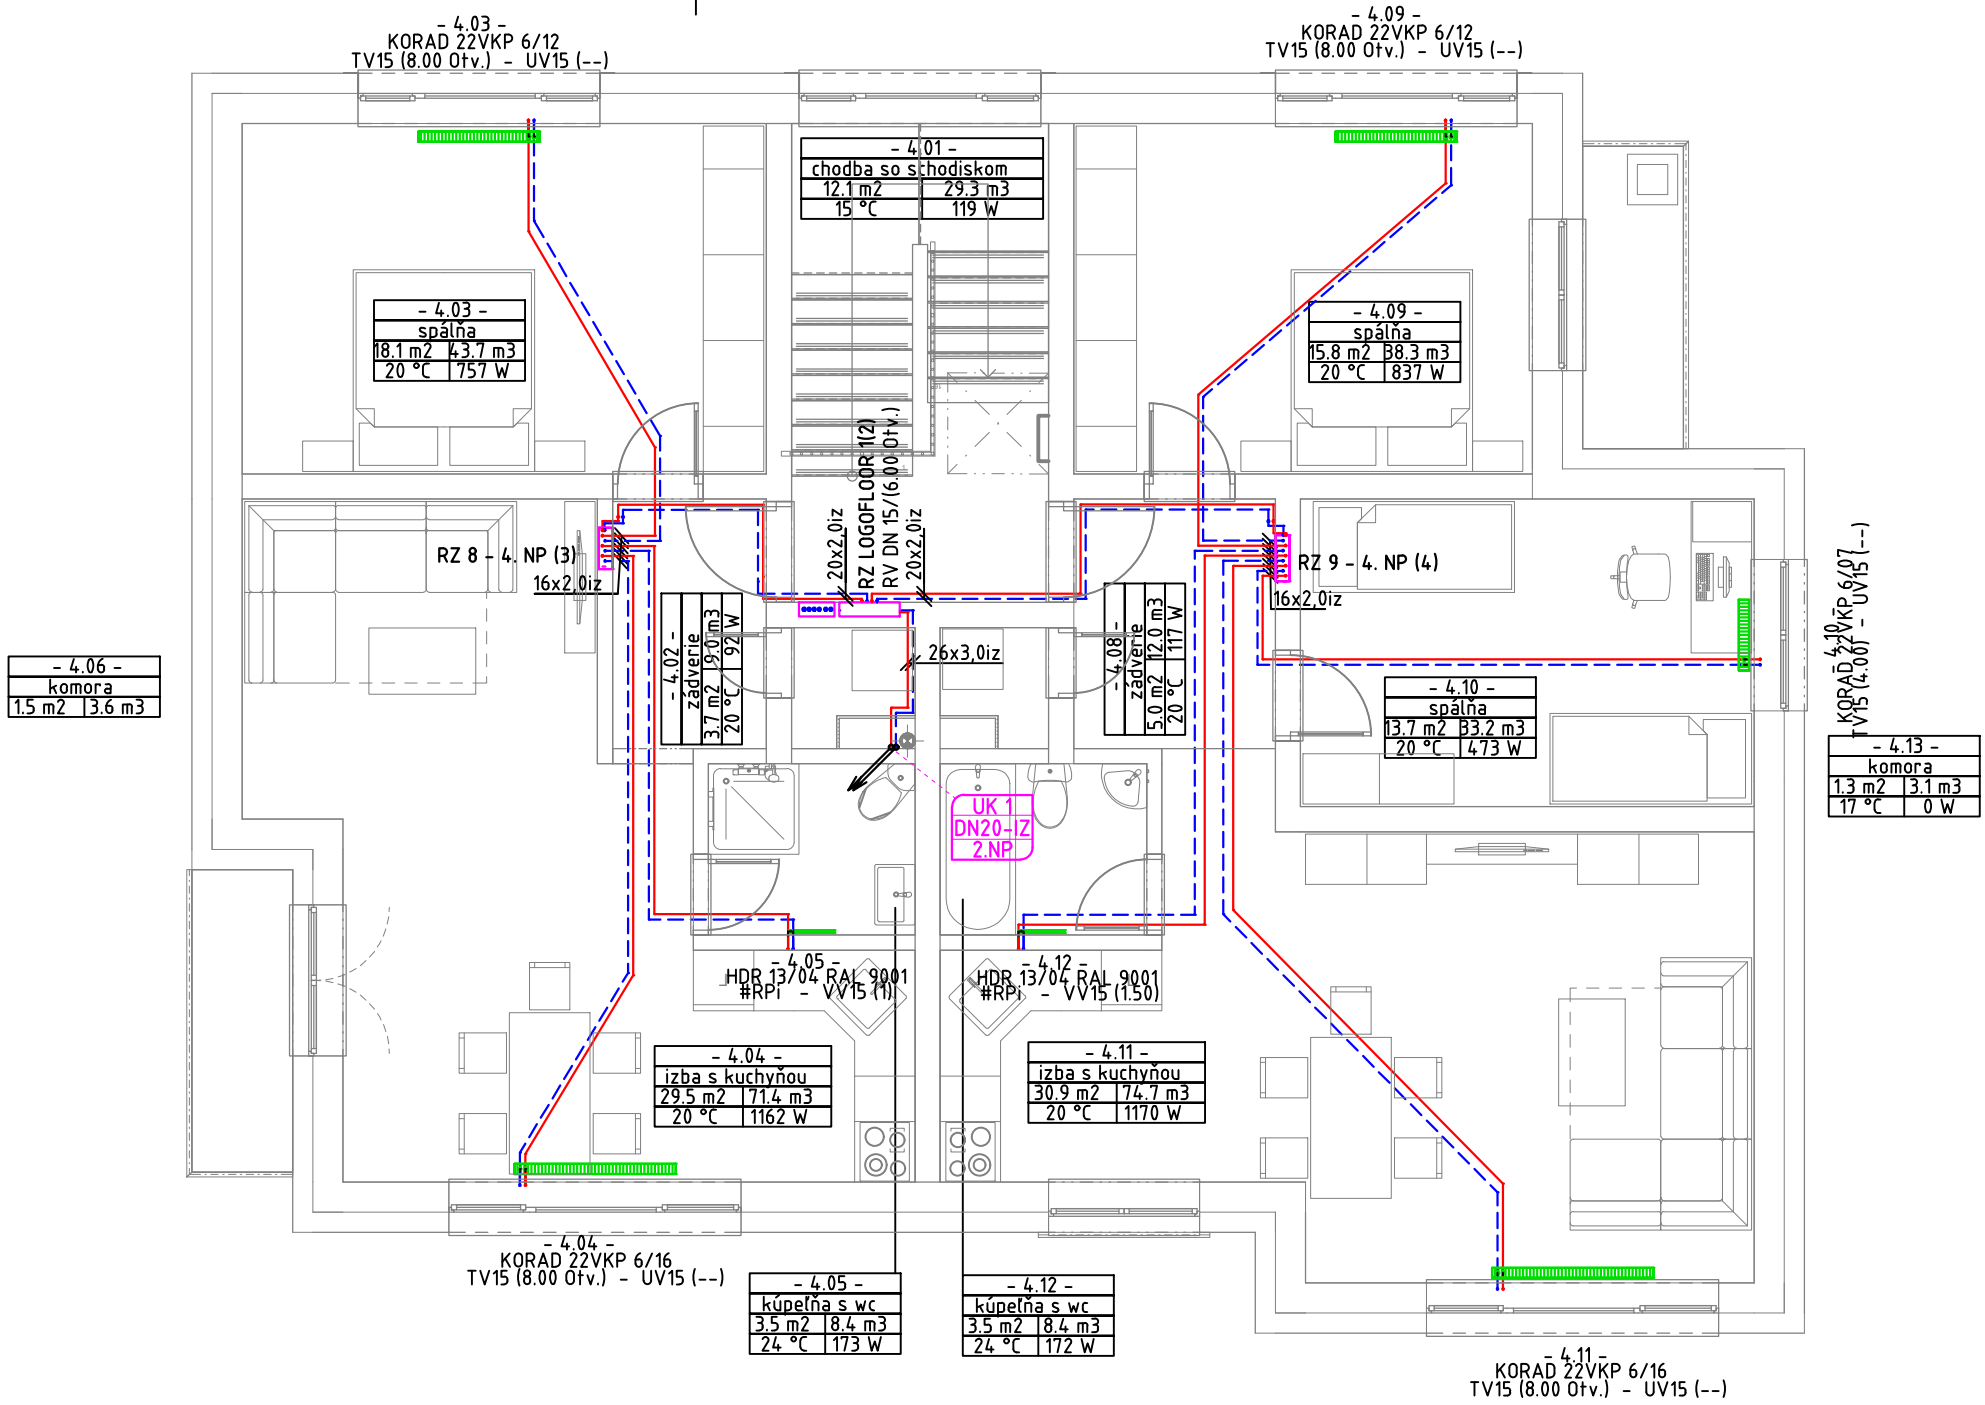 - 4.03 -
KORAD 22VKP 6/12
TV15 (8.00 Otv.) - UV15 (--)
- 4.09 -
KORAD 22VKP 6/12
TV15 (8.00 Otv.) - UV15 (--)
- 4.01 -
chodba so schodiskom
12.1 m2 29.3 m3
15 °C 119 W
- 4.03 -
spálňa
18.1 m2 43.7 m3
20 °C 757 W
- 4.09 -
spálňa
15.8 m2 38.3 m3
20 °C 837 W
RZ 8 - 4. NP (3)
16x2,0iz
20x2,0iz
RZ LOGOFLOOR 1(2)
RV DN 15/(6.00 Otv.)
20x2,0iz
RZ 9 - 4. NP (4)
16x2,0iz
- 4.02 -
zádverie
3.7 m2 9.0 m3
20 °C 92 W
26x3,0iz
- 4.08 -
zádverie
5.0 m2 12.0 m3
20 °C 117 W
- 4.06 -
komora
1.5 m2 3.6 m3
- 4.10 -
KORAD 22VKP 6/07
TV15 (4.00) - UV15 (--)
- 4.10 -
spálňa
13.7 m2 33.2 m3
20 °C 473 W
- 4.13 -
komora
1.3 m2 3.1 m3
17 °C 0 W
UK 1
DN20-IZ
2.NP
- 4.05 -
HDR 13/04 RAL 9001
#RPi - VV15 (1)
- 4.12 -
HDR 13/04 RAL 9001
#RPi - VV15 (1.50)
- 4.04 -
izba s kuchyňou
29.5 m2 71.4 m3
20 °C 1162 W
- 4.11 -
izba s kuchyňou
30.9 m2 74.7 m3
20 °C 1170 W
- 4.04 -
KORAD 22VKP 6/16
TV15 (8.00 Otv.) - UV15 (--)
- 4.05 -
kúpeľňa s wc
3.5 m2 8.4 m3
24 °C 173 W
- 4.12 -
kúpeľňa s wc
3.5 m2 8.4 m3
24 °C 172 W
- 4.11 -
KORAD 22VKP 6/16
TV15 (8.00 Otv.) - UV15 (--)